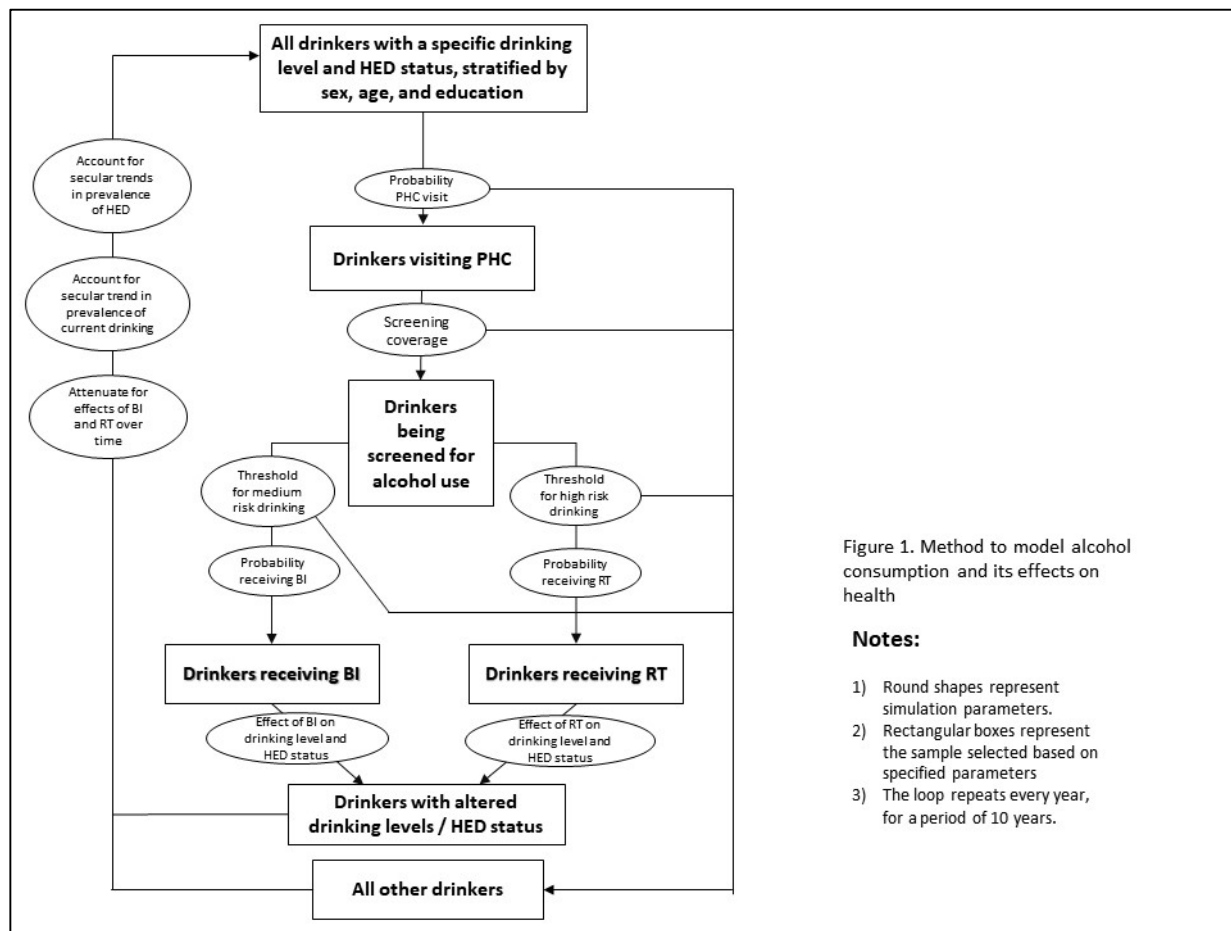 All drinkers with a specific drinking
level and HED status, stratified by
sex, age, and education
Account for
secular trends
in prevalence
of HED
Probability
PHC visit
Drinkers visiting PHC
Account for
secular trend in
prevalence of
current drinking
Screening
coverage
Attenuate for
effects of BI
and RT over
time
Drinkers
being
screened for
alcohol use
Threshold
for medium
risk drinking
Threshold
for high risk
drinking
Probability
receiving BI
Probability
receiving RT
Drinkers receiving BI
Drinkers receiving RT
Effect of BI on
drinking level and
HED status
Effect of RT on
drinking level and
HED status
Drinkers with altered
drinking levels / HED status
All other drinkers
Figure 1. Method to model alcohol
consumption and its effects on
health
Notes:
1) Round shapes represent
simulation parameters.
2) Rectangular boxes represent
the sample selected based on
specified parameters
3) The loop repeats every year,
for a period of 10 years.